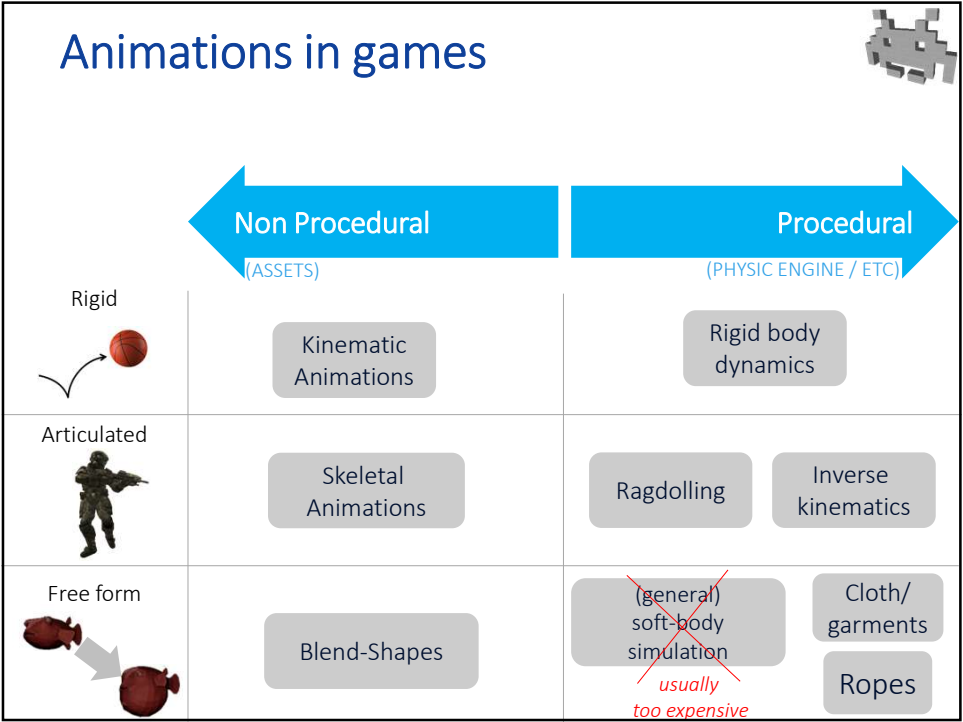 Animations in games
Non Procedural
Procedural
(ASSETS)
(PHYSIC ENGINE / ETC)
Rigid
Kinematic
Animations
Rigid body
dynamics
Articulated
Skeletal
Animations
Ragdolling
Inverse
kinematics
Free form
Blend-Shapes
(general)
soft-body
simulation
usually
too expensive
Cloth/
garments
Ropes